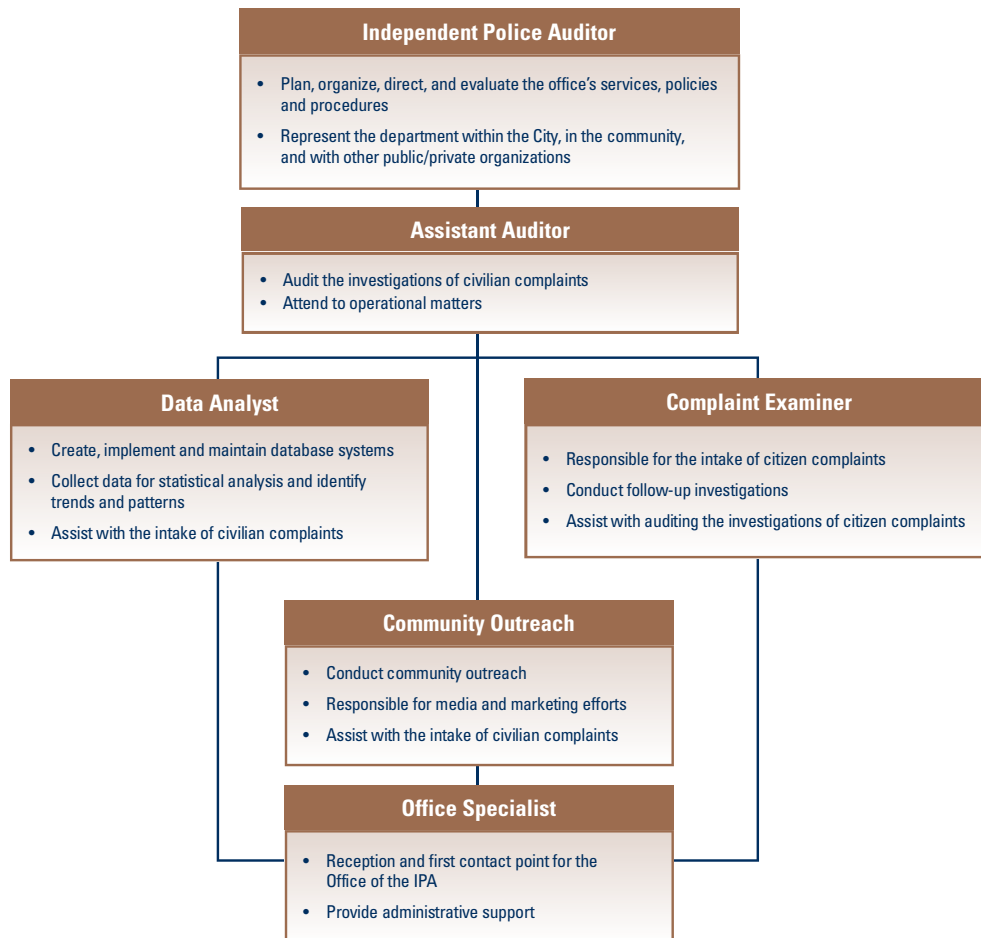 Independent Police Auditor
• Plan, organize, direct, and evaluate the office’s services, policies
and procedures
• Represent the department within the City, in the community,
and with other public/private organizations
Assistant Auditor
• Audit the investigations of civilian complaints
• Attend to operational matters
Data Analyst
• Create, implement and maintain database systems
• Collect data for statistical analysis and identify
trends and patterns
• Assist with the intake of civilian complaints
Complaint Examiner
• Responsible for the intake of citizen complaints
• Conduct follow-up investigations
• Assist with auditing the investigations of citizen complaints
Community Outreach
• Conduct community outreach
• Responsible for media and marketing efforts
• Assist with the intake of civilian complaints
Office Specialist
• Reception and first contact point for the
Office of the IPA
• Provide administrative support